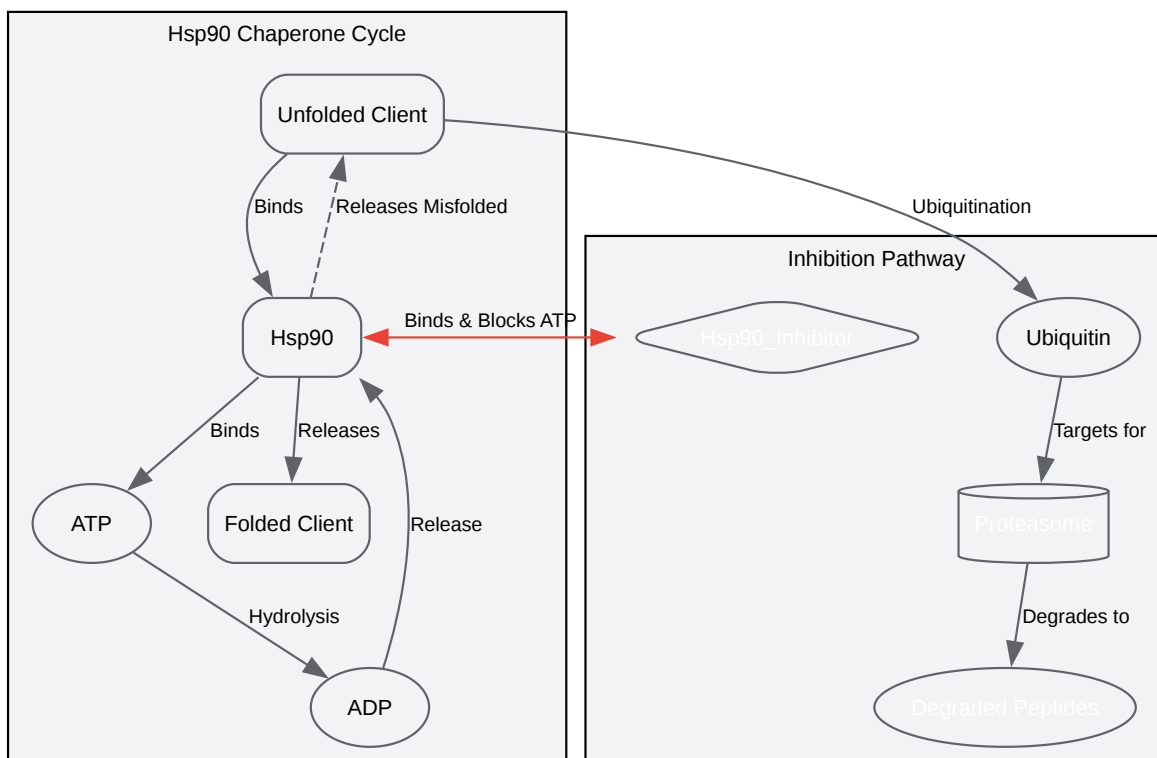 Hsp90 Chaperone Cycle
Unfolded Client
Binds
Releases Misfolded
Ubiquitination
Inhibition Pathway
Hsp90
Binds & Blocks ATP
Hsp90_Inhibitor
Ubiquitin
Binds
Releases
Targets for
ATP
Folded Client
Release
Proteasome
Hydrolysis
Degrades to
ADP
Degraded Peptides